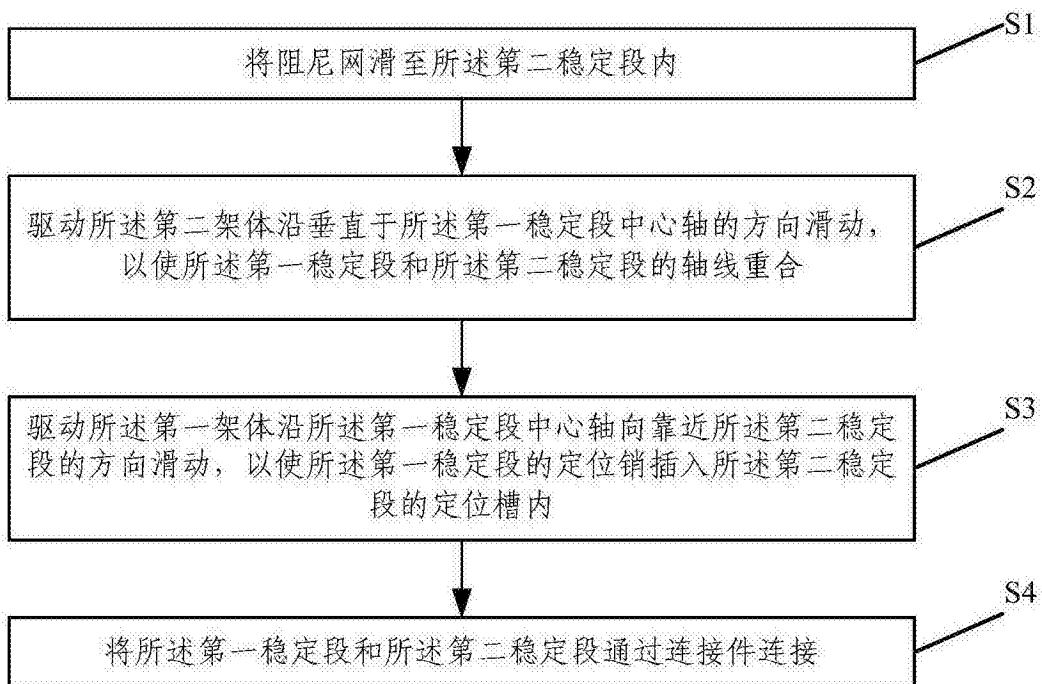 S1
将阻尼网滑至所述第二稳定段内
S2
驱动所述第二架体沿垂直于所述第一稳定段中心轴的方向滑动，
以使所述第一稳定段和所述第二稳定段的轴线重合
S3
驱动所述第一架体沿所述第一稳定段中心轴向靠近所述第二稳定
段的方向滑动，以使所述第一稳定段的定位销插入所述第二稳定
段的定位槽内
S4
将所述第一稳定段和所述第二稳定段通过连接件连接